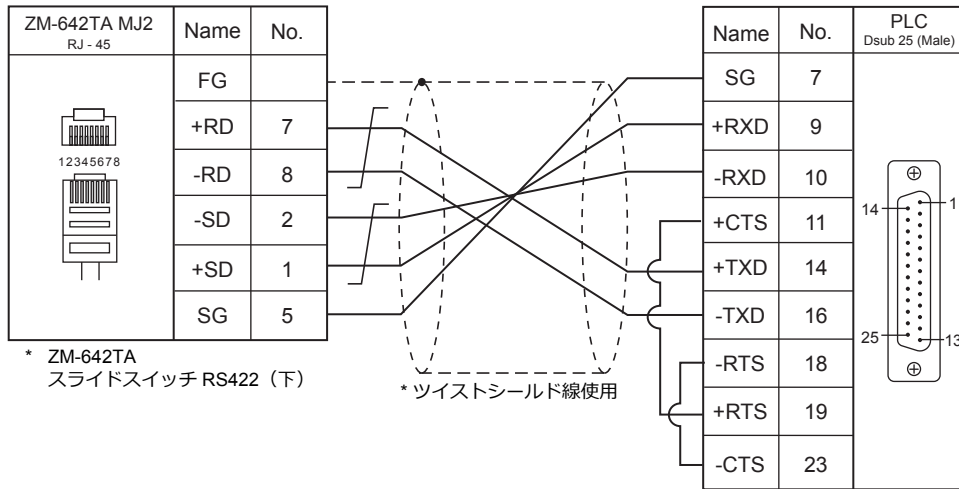 ZM-642TA MJ2
RJ - 45
Name No.
FG
+RD 7
-RD 8
-SD 2
+SD 1
SG 5
12345678
* ZM-642TA
スライドスイッチ RS422（下）
* ツイストシールド線使用
Name No.
PLC
Dsub 25 (Male)
SG 7
+RXD 9
-RXD 10
+CTS 11
+TXD 14
-TXD 16
-RTS 18
+RTS 19
-CTS 23
14 1
25 13